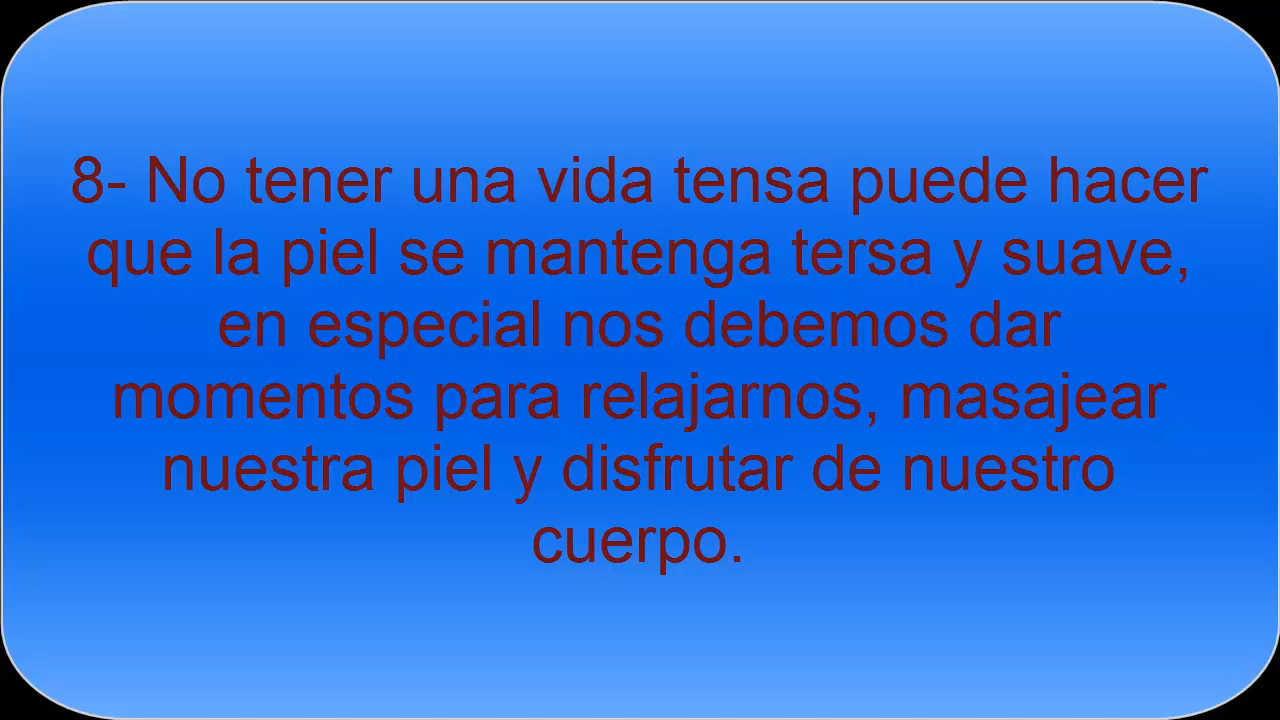 8- No tener una vida tensa puede hacer
que la piel se mantenga tersa y suave,
en especial nos debemos dar
momentos para relajarnos, masajear
nuestra piel y disfrutar de nuestro
cuerpo.